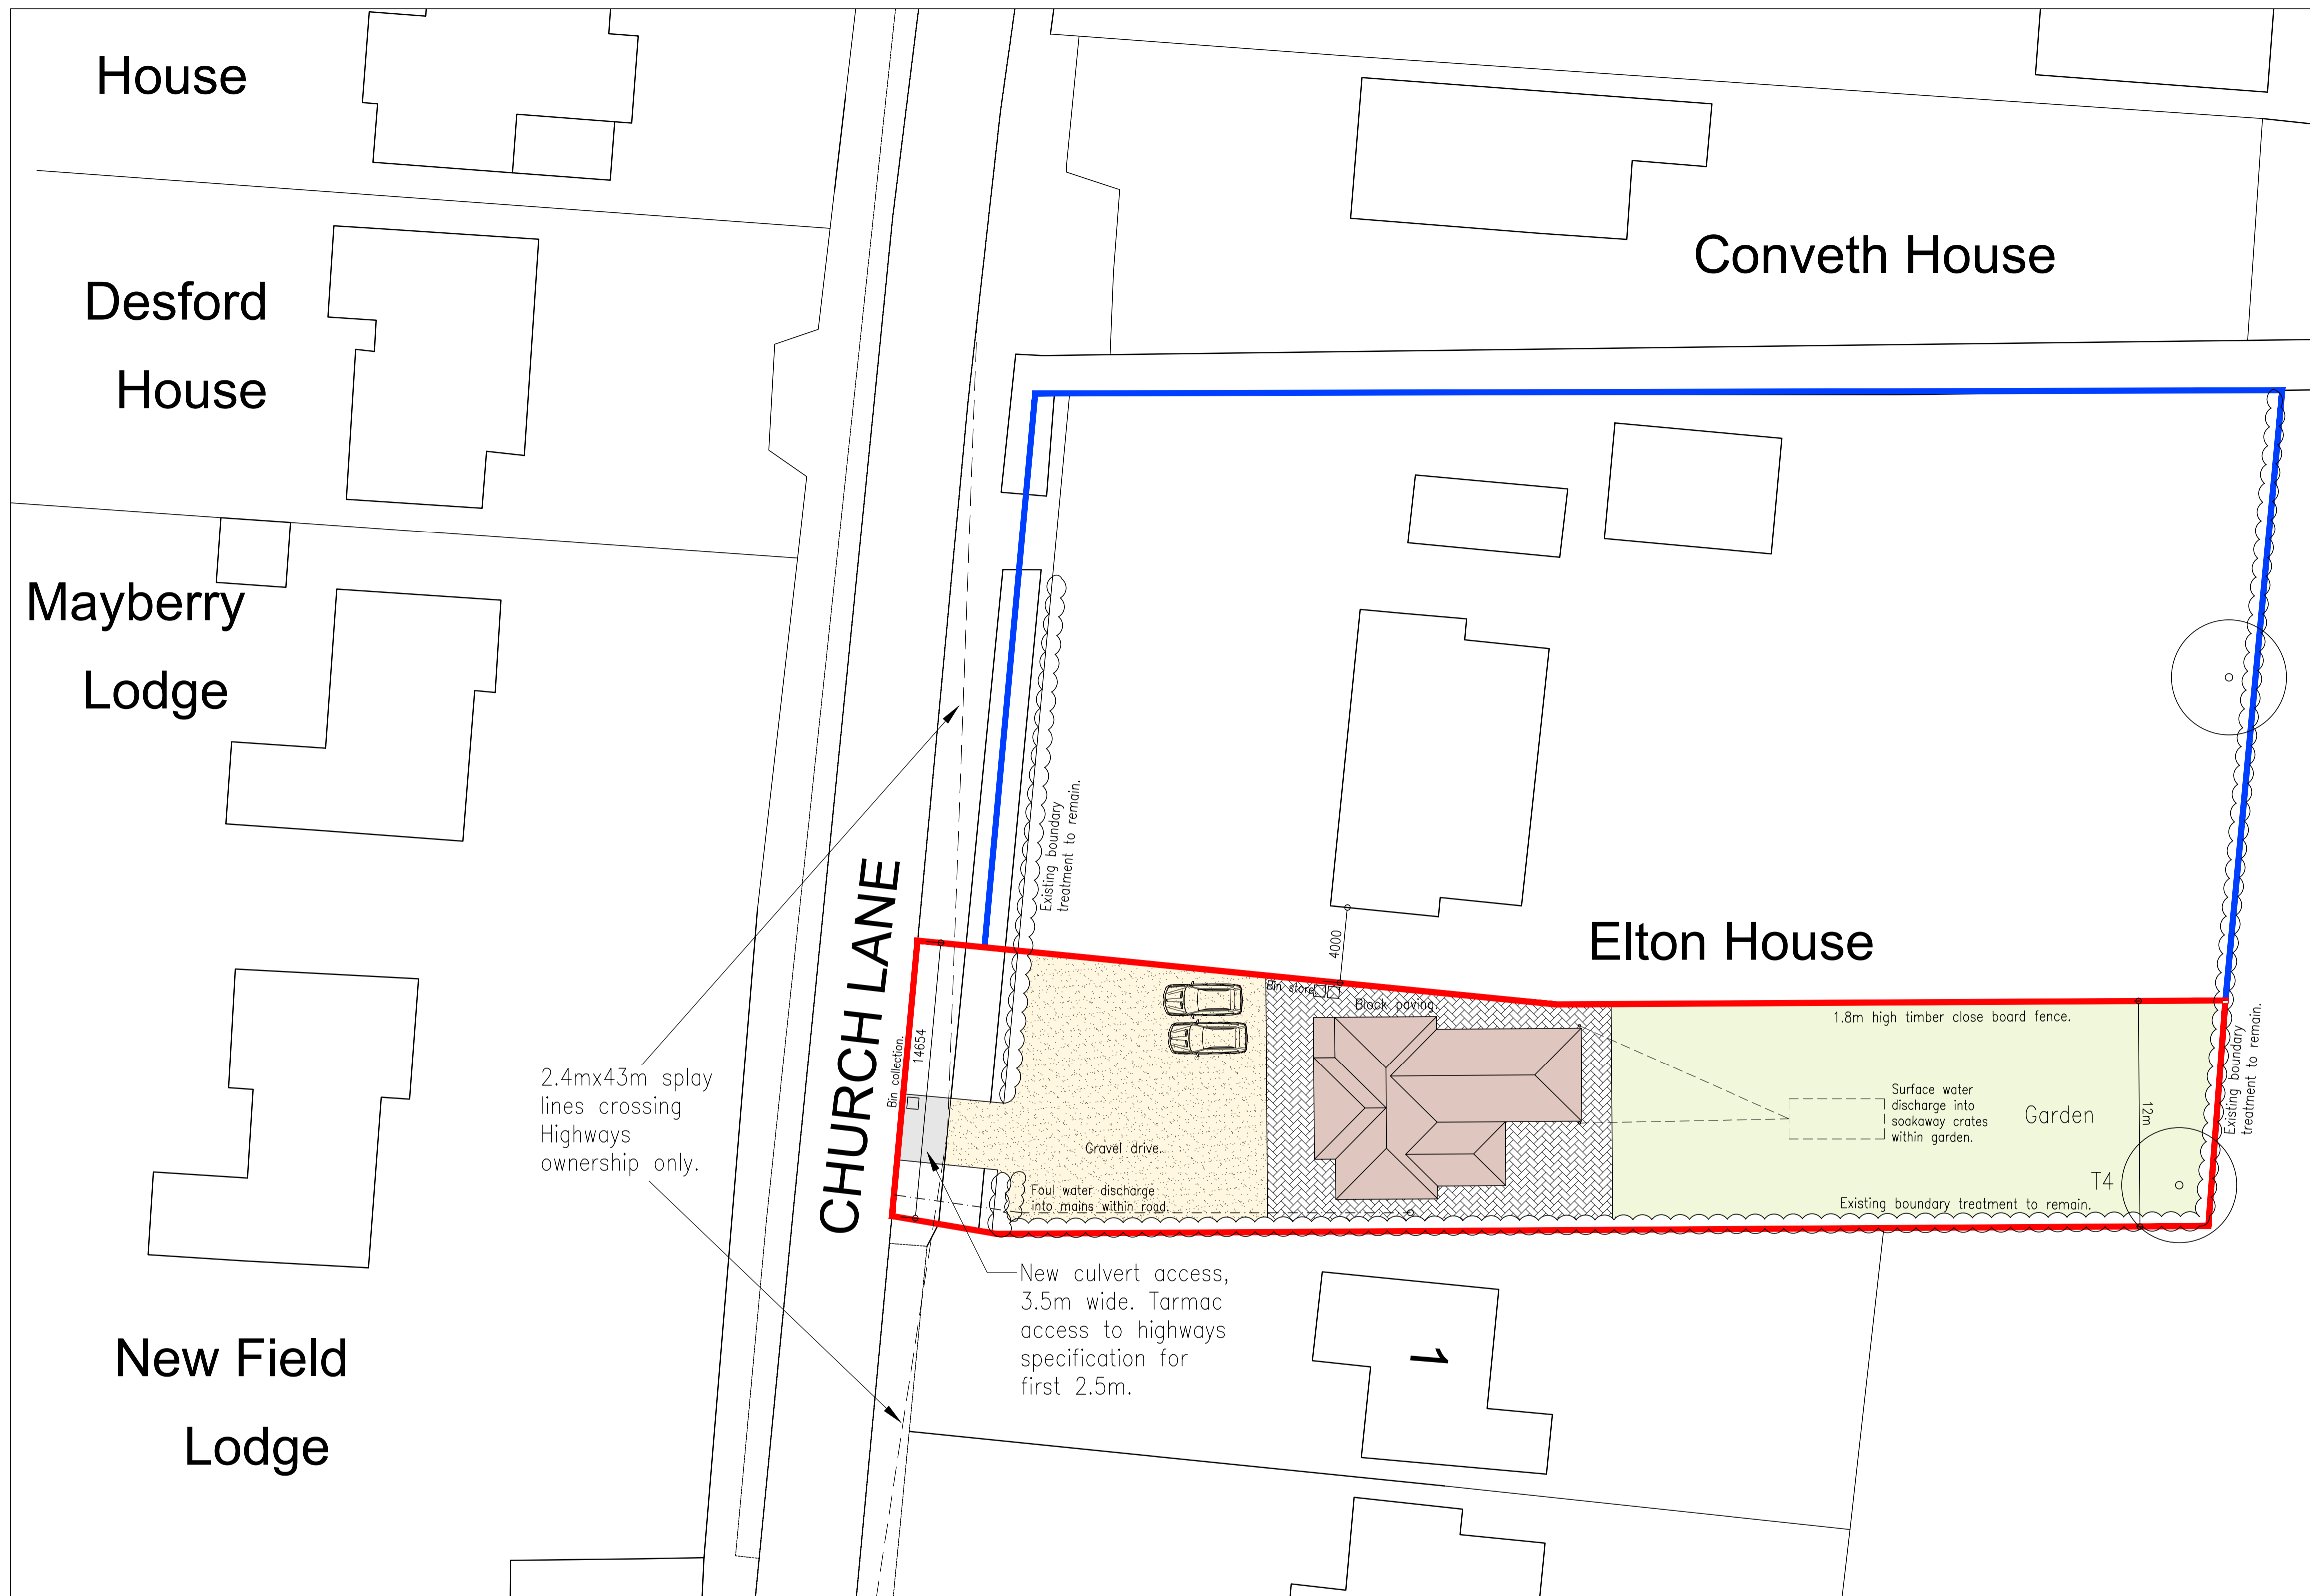 House
Desford
House
Conveth House
Mayberry
Lodge
Existing boundary
treatment to remain.
CHURCH LANE
Elton House
4000
14654
Bin collection.
Bin store.
Block paving.
1.8m high timber close board fence.
Existing boundary
treatment to remain.
2.4mx43m splay
lines crossing
Highways
ownership only.
Surface water
discharge into
soakaway crates
within garden.
Garden
12m
Gravel drive.
T4
Foul water discharge
into mains within road.
Existing boundary treatment to remain.
New culvert access,
3.5m wide. Tarmac
access to highways
specification for
first 2.5m.
1
New Field
Lodge